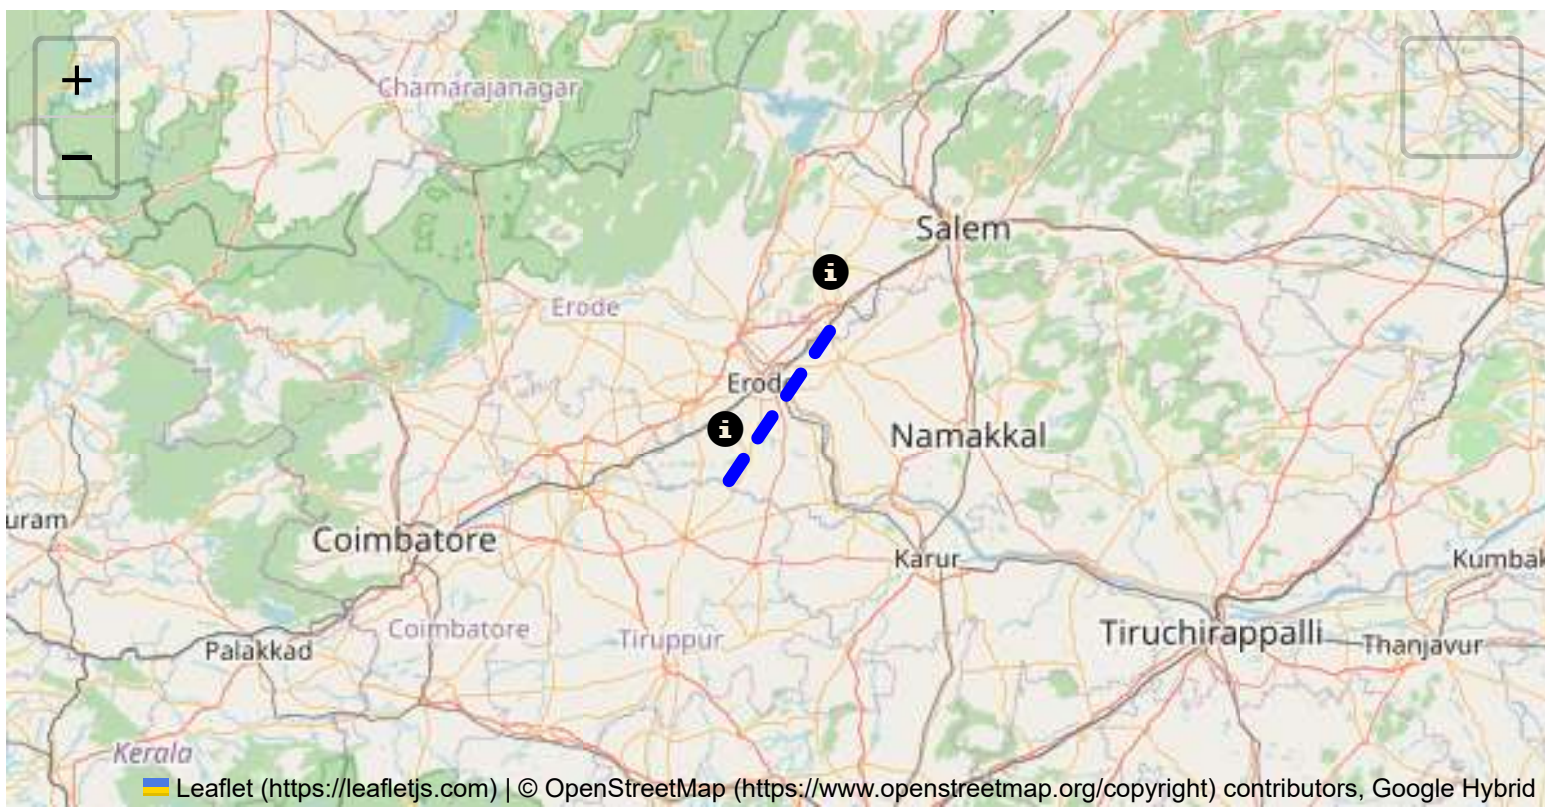 +
Chamarajanagar
−
Salem
i
Erode
Erode
i
Namakkal
uram
Coimbatore
Karur
Kumbak
Coimbatore
Tiruppur
Tiruchirappalli
Palakkad
Thanjavur
Kerala
Leaflet (https://leafletjs.com) | © OpenStreetMap (https://www.openstreetmap.org/copyright) contributors, Google Hybrid